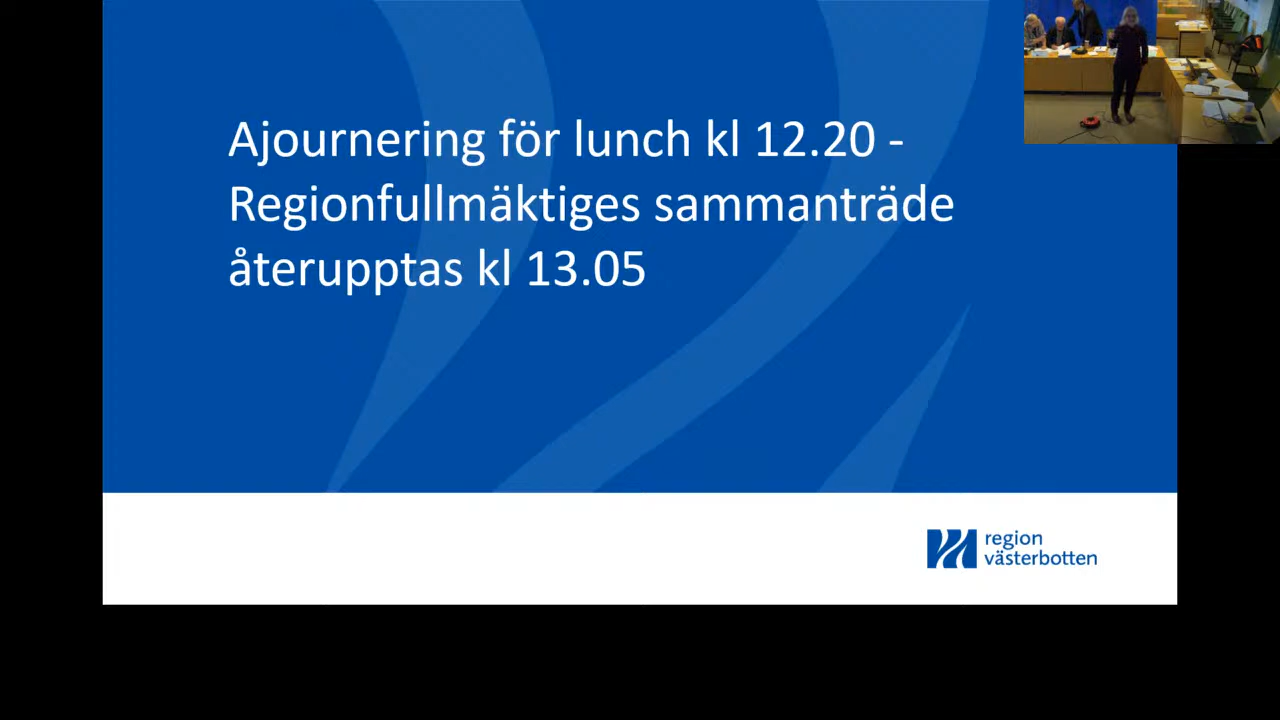 Ajournering för lunch kl 12.20 -
Regionfullmäktiges sammanträde
återupptas kl 13.05
region
västerbotten